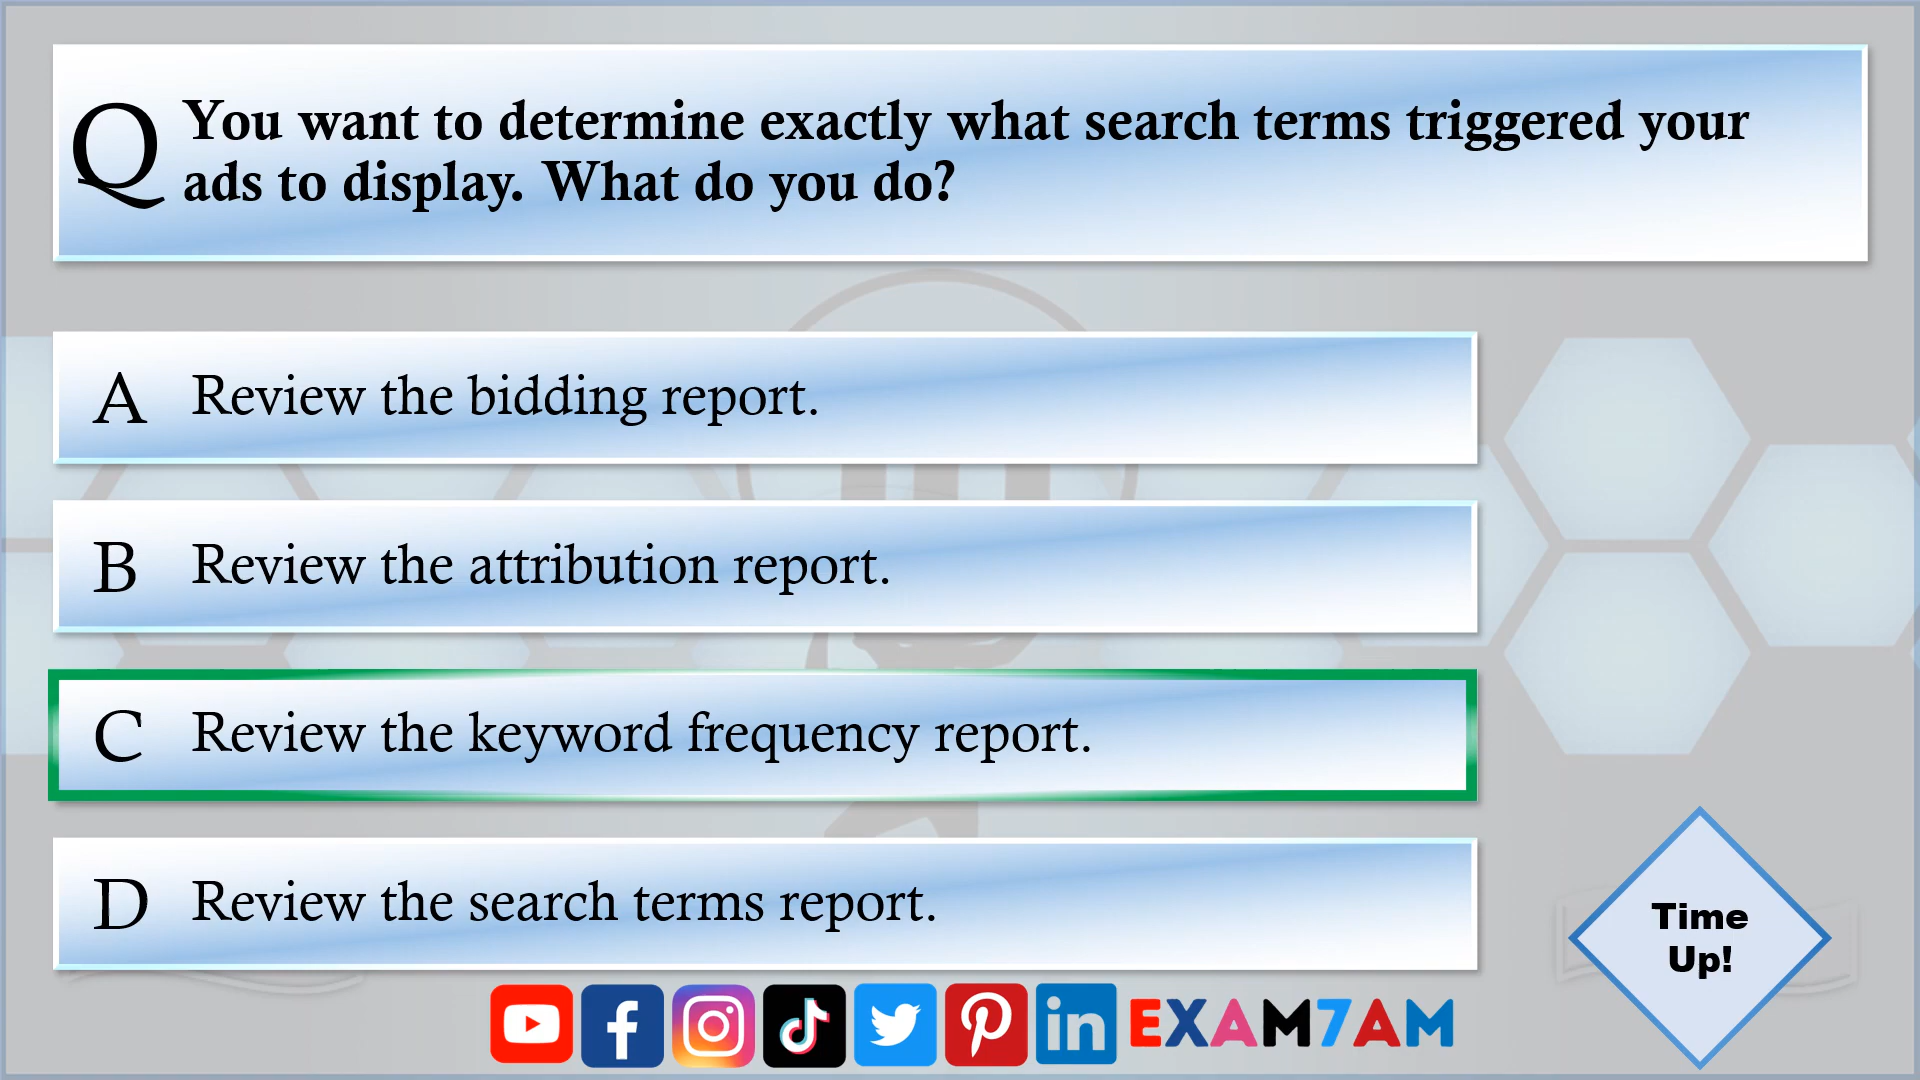 Q You want to determine exactly what search terms triggered your
ads to display. What do you do?
A Review the bidding report.
B Review the attribution report.
C Review the keyword frequency report.
D Review the search terms report.
Time
Up!
EXAM7AM